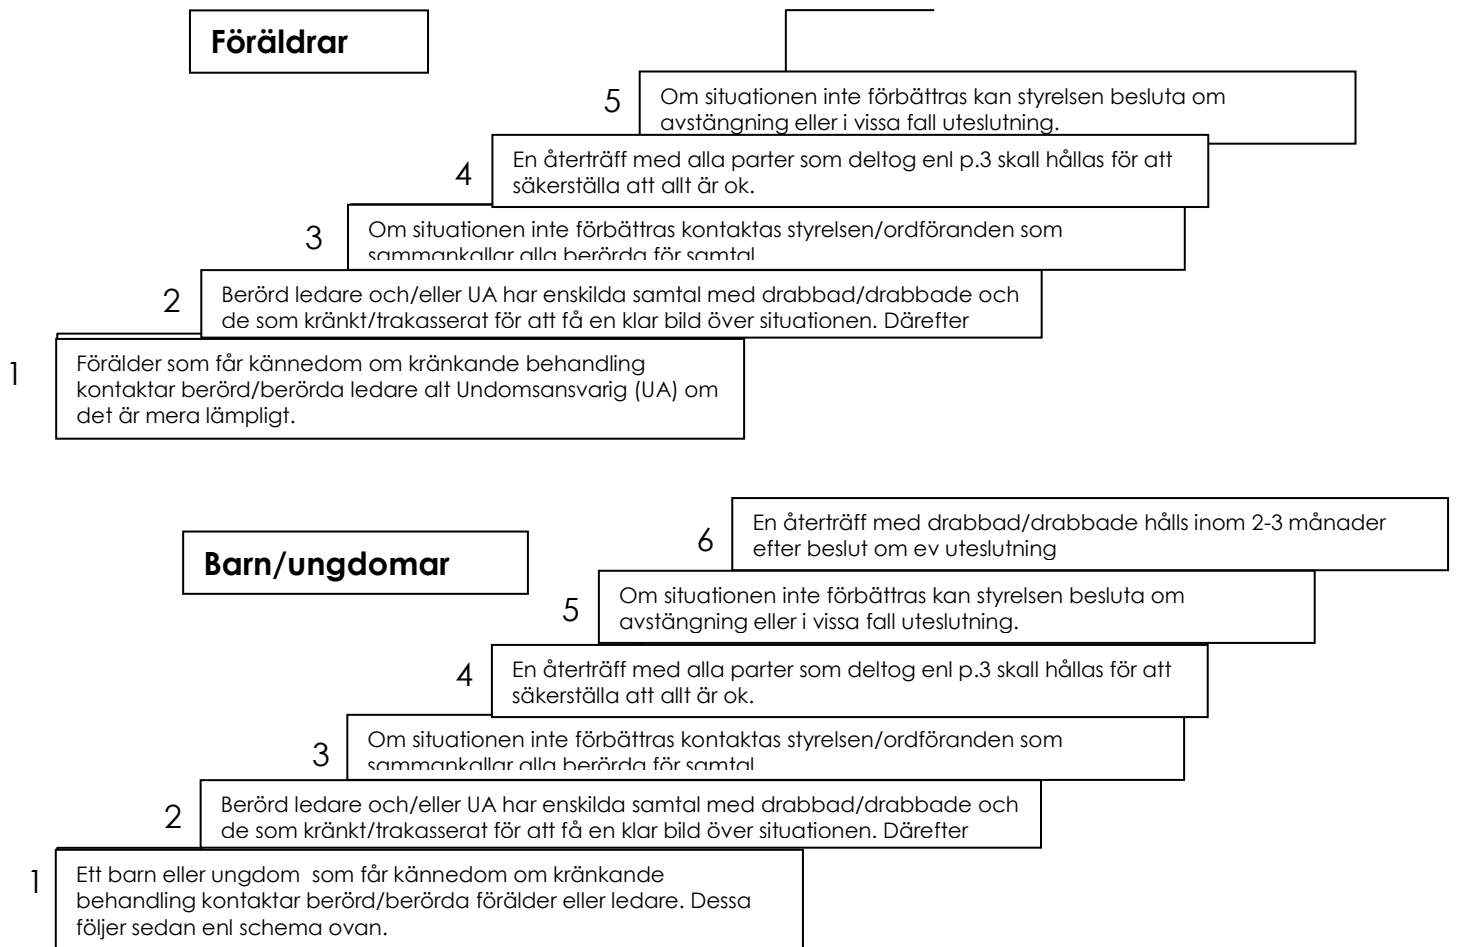 Föräldrar
5
Om situationen inte förbättras kan styrelsen besluta om
avstängning eller i vissa fall uteslutning.
4
En återträff med alla parter som deltog enl p.3 skall hållas för att
säkerställa att allt är ok.
3
Om situationen inte förbättras kontaktas styrelsen/ordföranden som
sammankallar alla berörda för samtal
2
Berörd ledare och/eller UA har enskilda samtal med drabbad/drabbade och
de som kränkt/trakasserat för att få en klar bild över situationen. Därefter
1
Förälder som får kännedom om kränkande behandling
kontaktar berörd/berörda ledare alt Undomsansvarig (UA) om
det är mera lämpligt.
Barn/ungdomar
6
En återträff med drabbad/drabbade hålls inom 2-3 månader
efter beslut om ev uteslutning
5
Om situationen inte förbättras kan styrelsen besluta om
avstängning eller i vissa fall uteslutning.
4
En återträff med alla parter som deltog enl p.3 skall hållas för att
säkerställa att allt är ok.
3
Om situationen inte förbättras kontaktas styrelsen/ordföranden som
sammankallar alla berörda för samtal
2
Berörd ledare och/eller UA har enskilda samtal med drabbad/drabbade och
de som kränkt/trakasserat för att få en klar bild över situationen. Därefter
1
Ett barn eller ungdom  som får kännedom om kränkande
behandling kontaktar berörd/berörda förälder eller ledare. Dessa
följer sedan enl schema ovan.